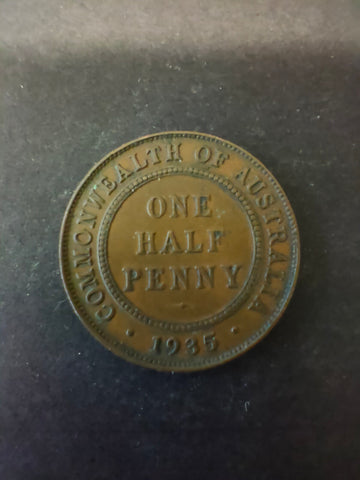 COMMONWEALTH OF AUSTRALIA
ONE
HALF
PENNY
· 1935 ·